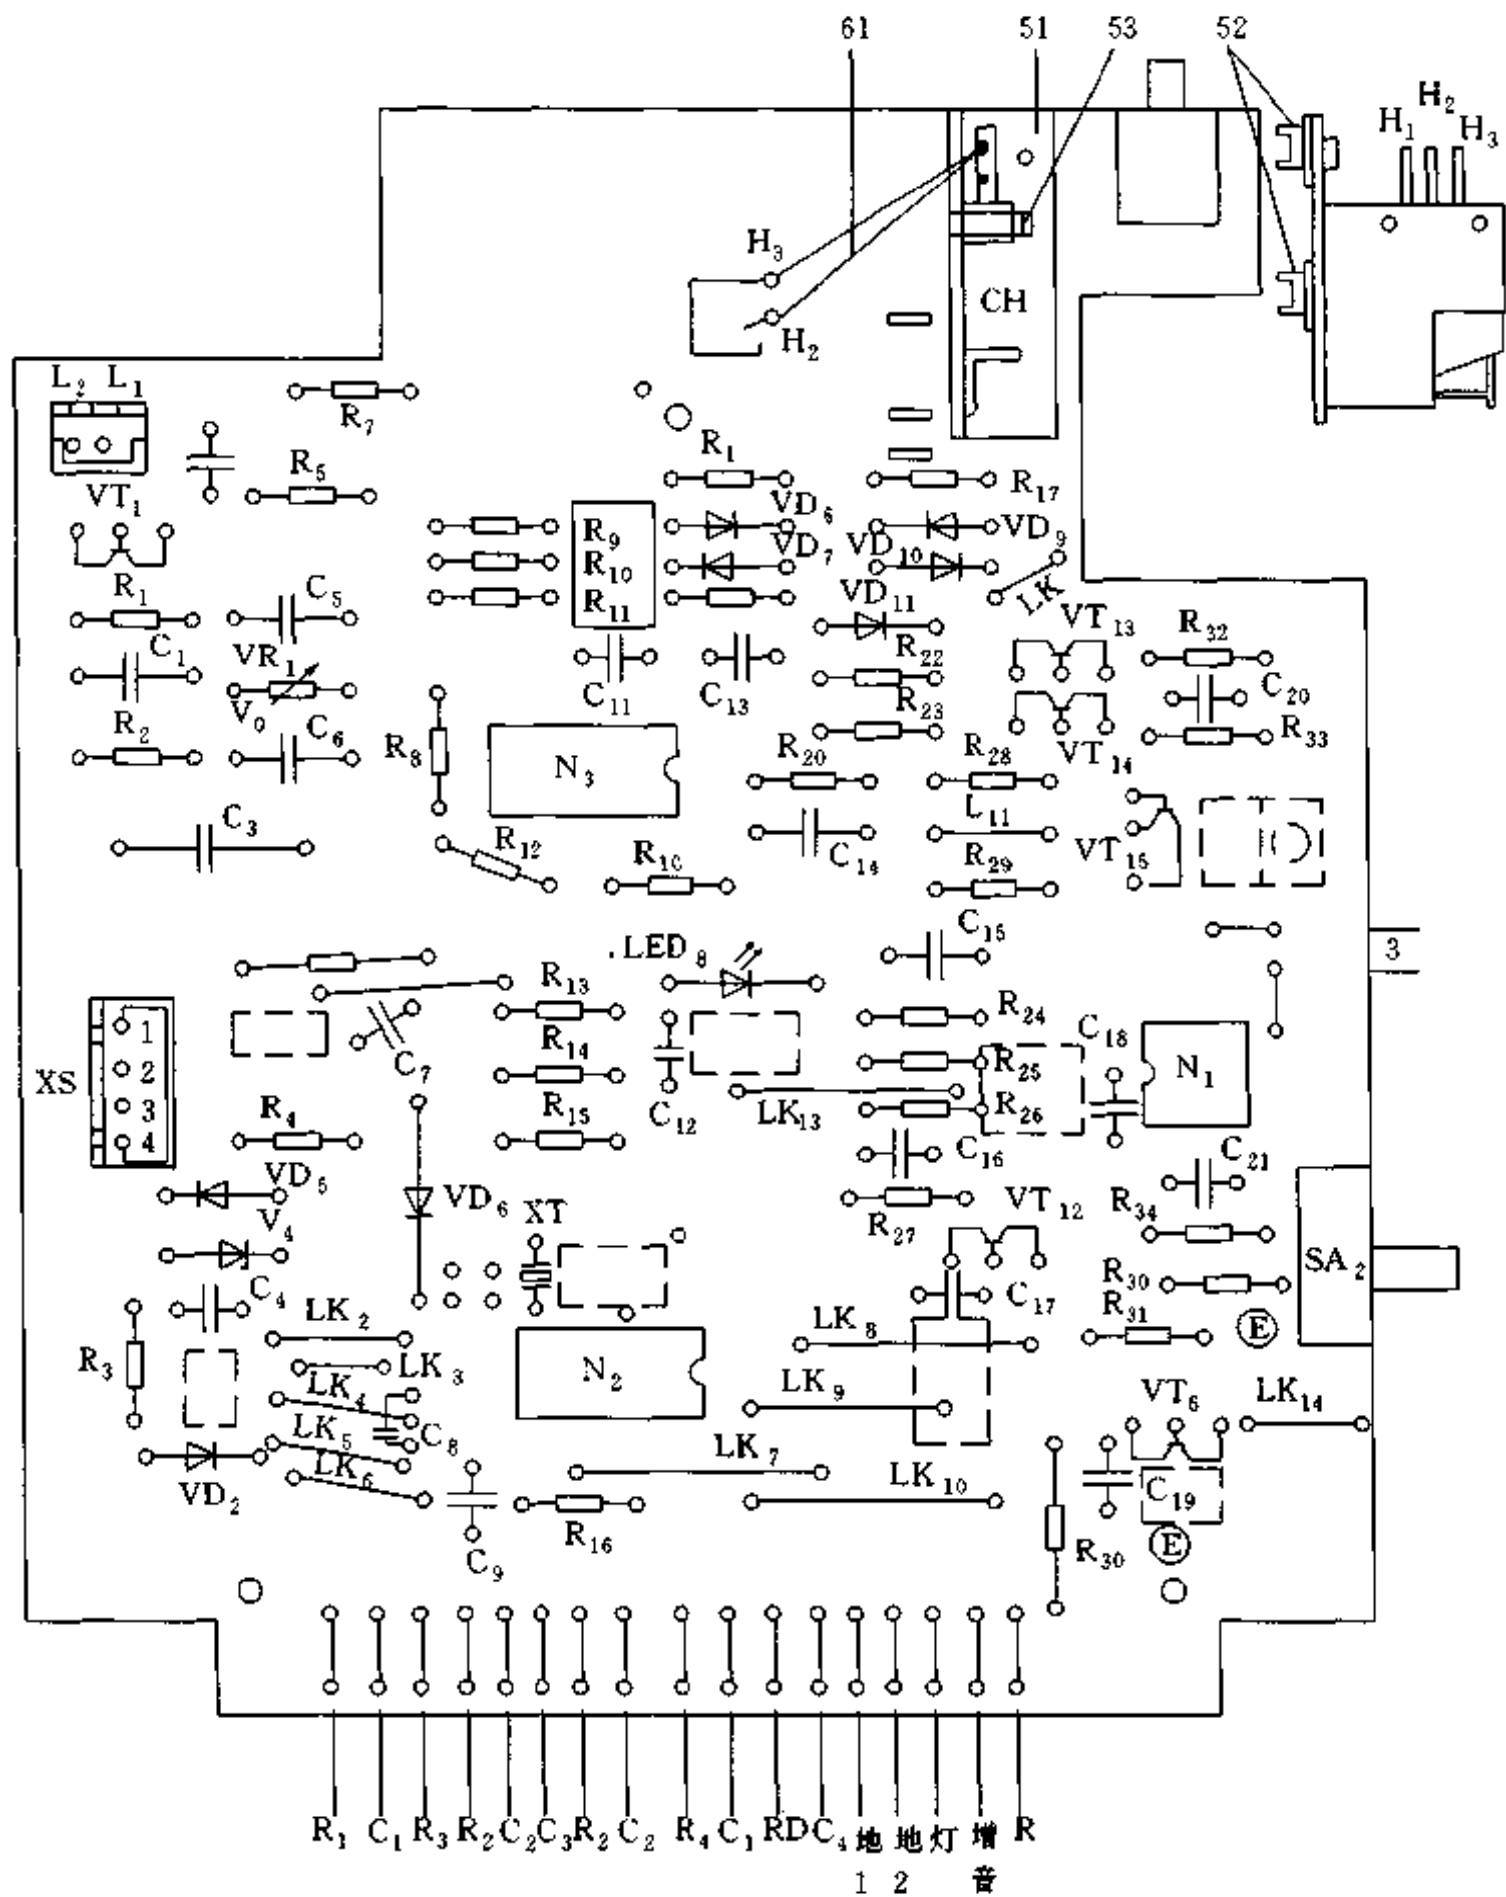 61 51 53 52
H₂
H₁ H₃
H₃
CH
H₂
L₂ L₁
R₇
R₁
R₅
R₁₇
VT₁
VD₆
R₉ VD₉
VD₇ VD₁₀
R₁₀
R₁₁
LK
R₁ C₅ VD₁₁
VT₁₃ R₃₂
C₁ VR₁ R₂₂
C₁₁ C₁₃ C₂₀
V₀ R₂₃
R₂ C₆ R₃₃
R₈ N₃ R₂₀ R₂₈ VT₁₄
C₃ L₁₁
R₁₂ R₁₀ C₁₄ R₂₉ VT₁₅
C₁₅
LED₈ 3
R₁₃
R₂₄ C₁₈
1
R₁₄
XS 2 C₇ R₂₅ N₁
3 C₁₂ LK₁₃ R₂₆
4 R₄ R₁₅
C₁₆ C₂₁
VD₅
VD₆ XT R₂₇ VT₁₂ R₃₄
V₄
SA₂
C₄ R₃₀
LK₂ C₁₇ R₃₁
LK₈ E
R₃ LK₃ N₂
LK₄ LK₉ VT₆ LK₁₄
LK₅ C₈
LK₇
LK₆ LK₁₀
VD₂ C₁₉
R₁₆ E
C₉ R₃₀
R₁ C₁ R₃ R₂ C₂ C₃ R₂ C₂ R₄ C₁ RD C₄ 地1 地2 灯 增音 R